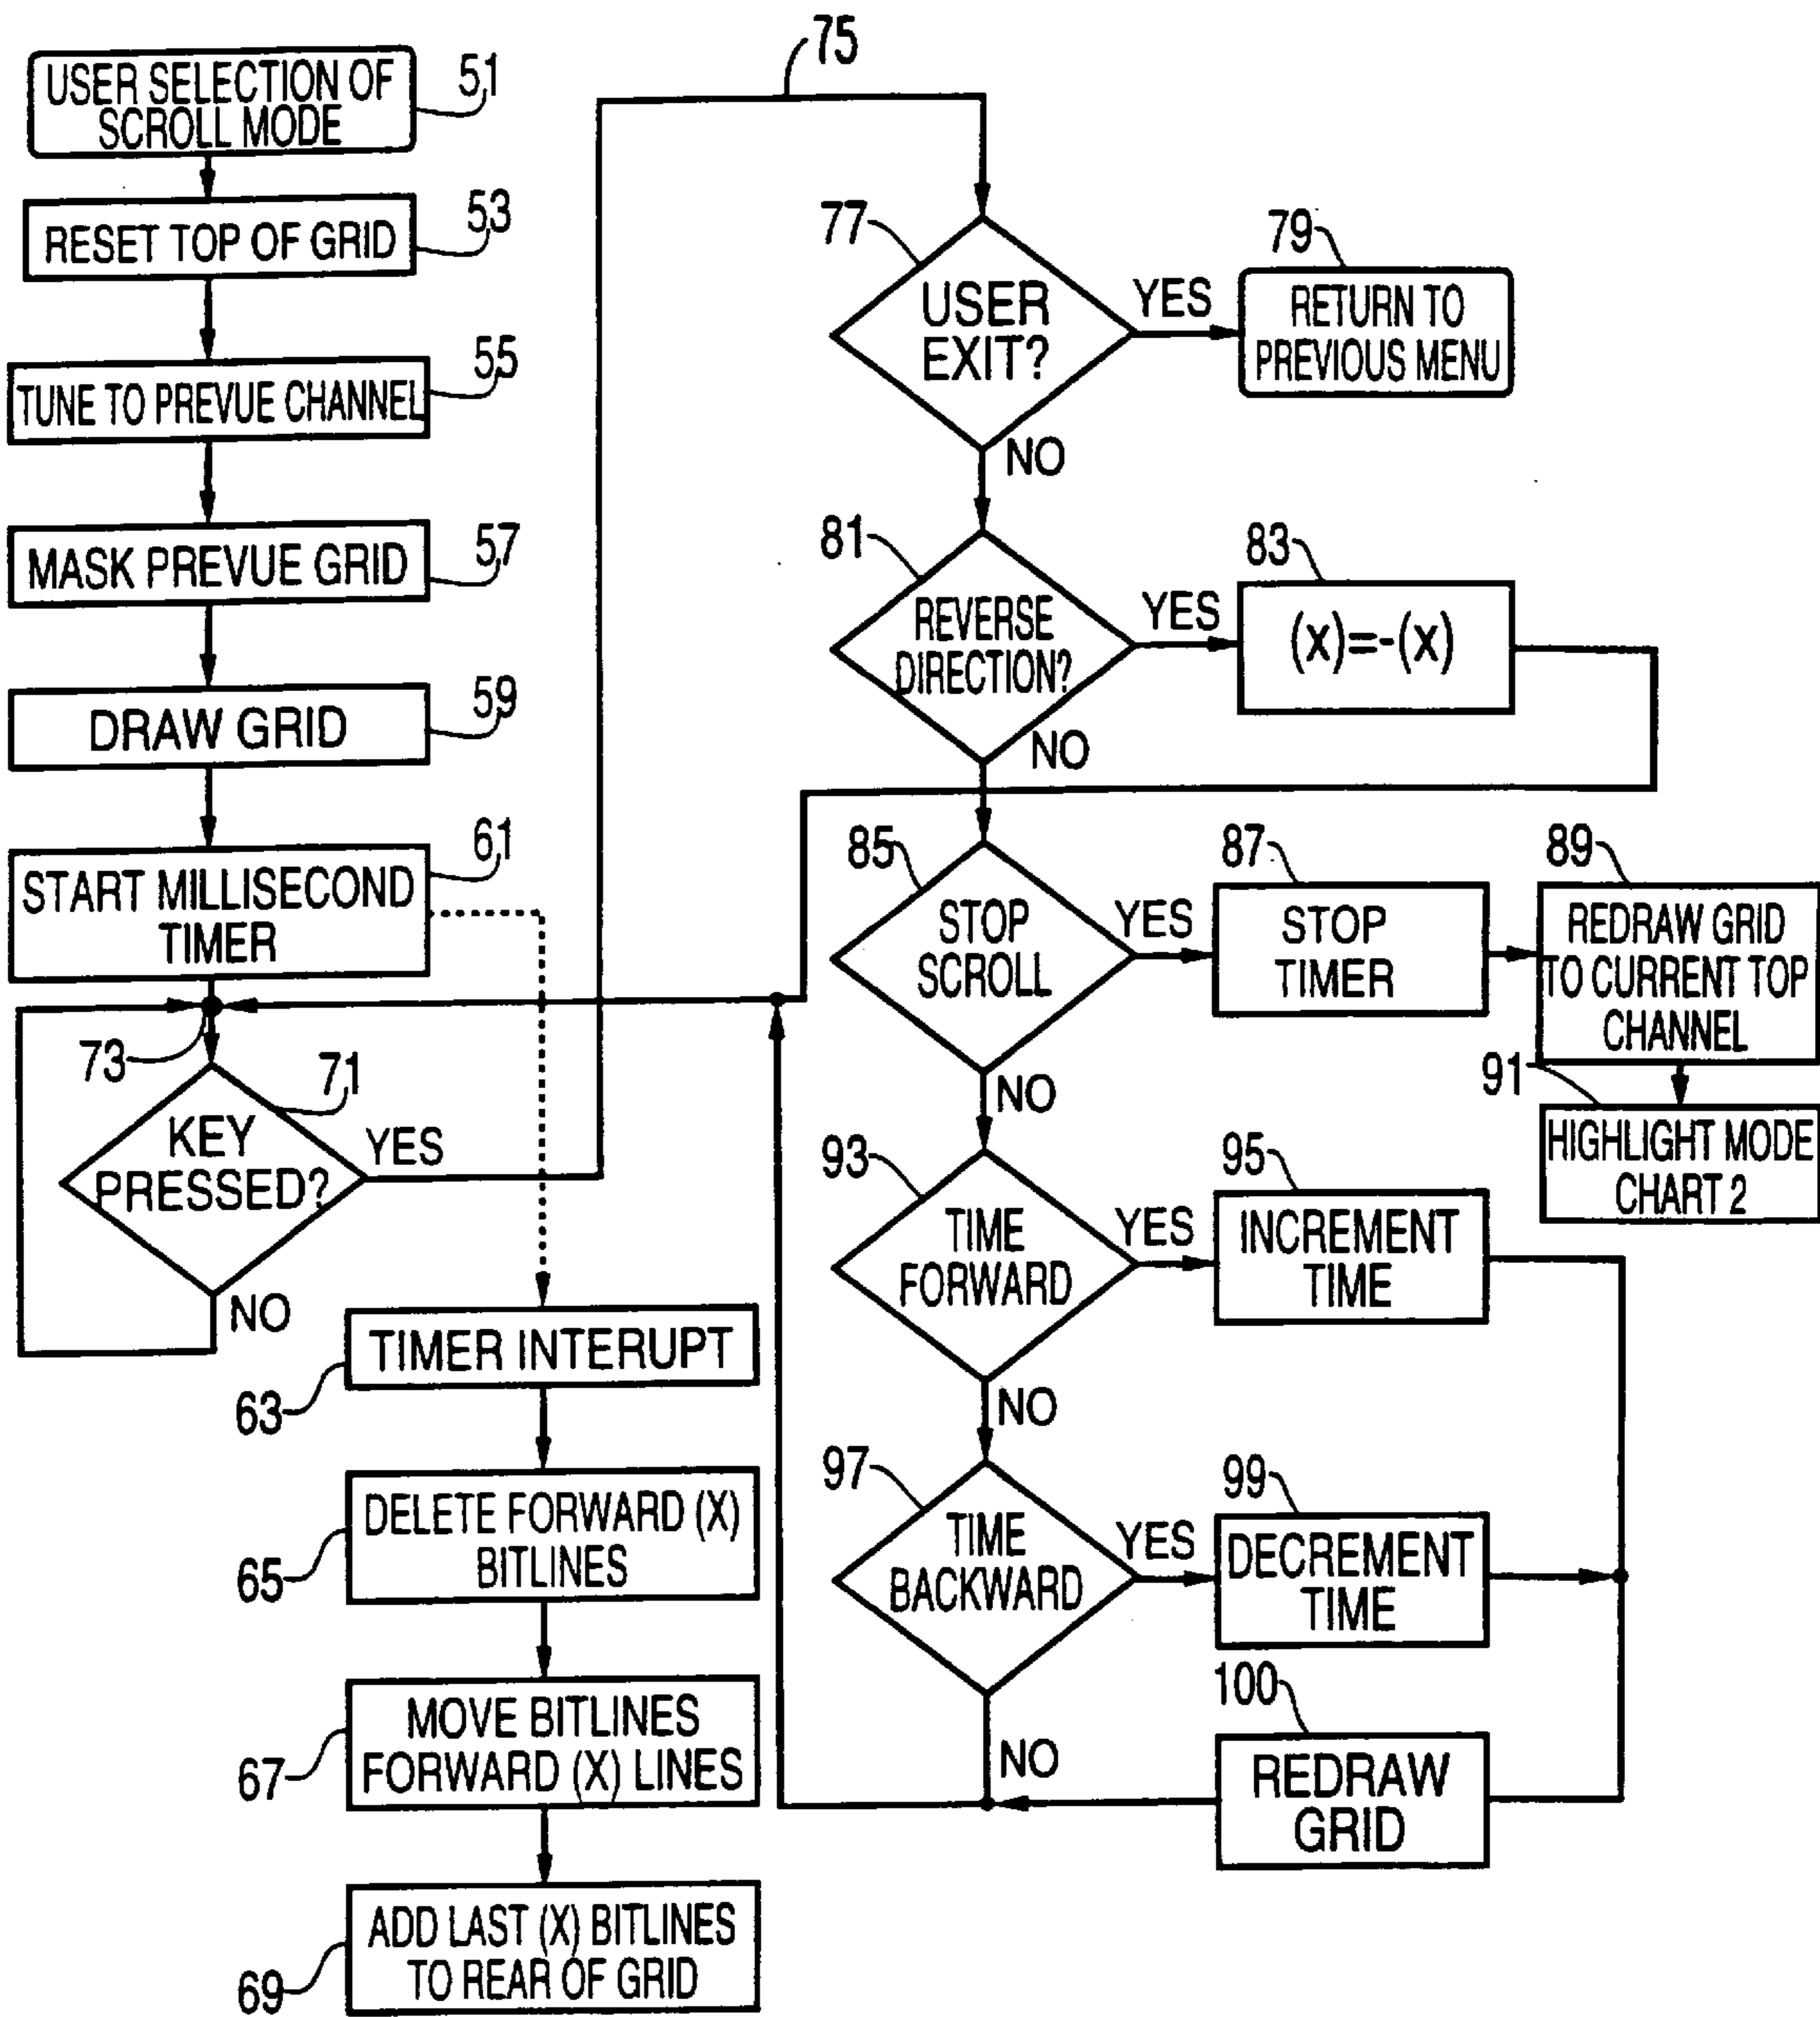 USER SELECTION OF
SCROLL MODE
51
RESET TOP OF GRID
53
TUNE TO PREVUE CHANNEL
55
MASK PREVUE GRID
57
DRAW GRID
59
START MILLISECOND
TIMER
61
73
KEY
PRESSED?
71
YES
NO
TIMER INTERUPT
63
DELETE FORWARD (X)
BITLINES
65
MOVE BITLINES
FORWARD (X) LINES
67
ADD LAST (X) BITLINES
TO REAR OF GRID
69
75
77
USER
EXIT?
YES
NO
79
RETURN TO
PREVIOUS MENU
81
REVERSE
DIRECTION?
YES
NO
83
(x)=-(x)
85
STOP
SCROLL
YES
NO
87
STOP
TIMER
89
REDRAW GRID
TO CURRENT TOP
CHANNEL
91
HIGHLIGHT MODE
CHART 2
93
TIME
FORWARD
YES
NO
95
INCREMENT
TIME
97
TIME
BACKWARD
YES
NO
99
DECREMENT
TIME
100
REDRAW
GRID